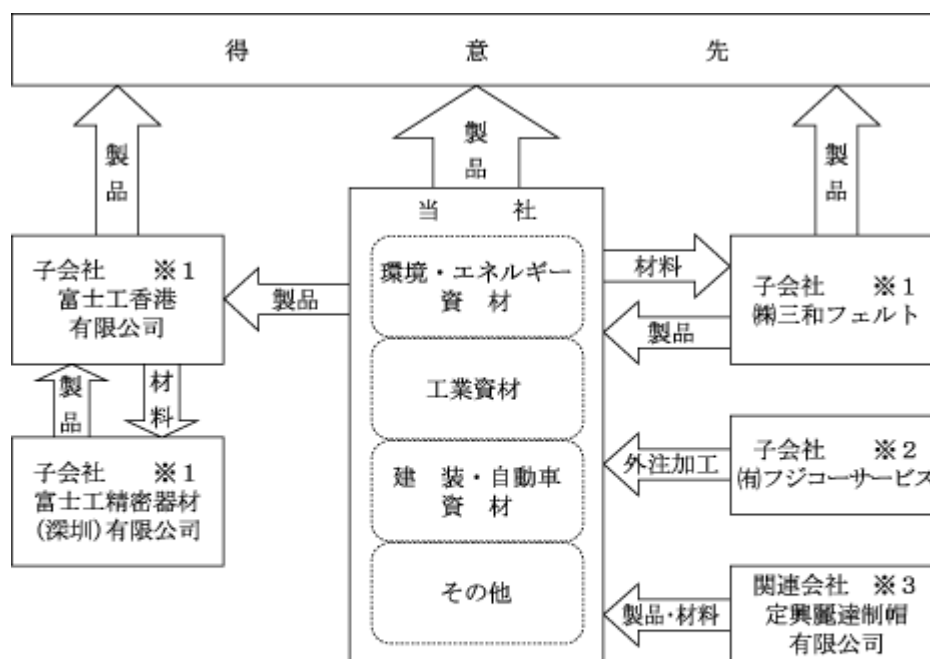 得意先
製品
製品
製品
当社
子会社 ※1
富士工香港
有限公司
製品
環境・エネルギー
資 材
材料
製品
子会社 ※1
㈱三和フェルト
製品
材料
工業資材
子会社 ※1
富士工精密器材
(深圳)有限公司
建 装・自動車
資 材
外注加工
子会社 ※2
㈲フジコーサービス
その他
製品・材料
関連会社 ※3
定興麗達制帽
有限公司